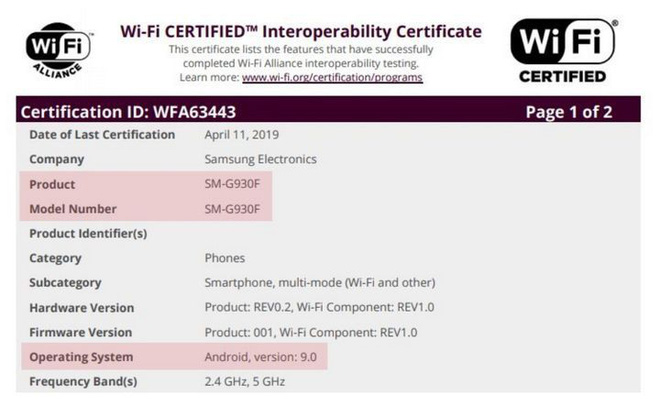 Wi Fi
ALLIANCE
Wi-Fi CERTIFIED™ Interoperability Certificate
This certificate lists the features that have successfully
completed Wi-Fi Alliance interoperability testing.
Learn more: www.wi-fi.org/certification/programs
Wi Fi®
CERTIFIED
Certification ID: WFA63443 Page 1 of 2
Date of Last Certification April 11, 2019
Company Samsung Electronics
Product SM-G930F
Model Number SM-G930F
Product Identifier(s)
Category Phones
Subcategory Smartphone, multi-mode (Wi-Fi and other)
Hardware Version Product: REV0.2, Wi-Fi Component: REV1.0
Firmware Version Product: 001, Wi-Fi Component: REV1.0
Operating System Android, version: 9.0
Frequency Band(s) 2.4 GHz, 5 GHz